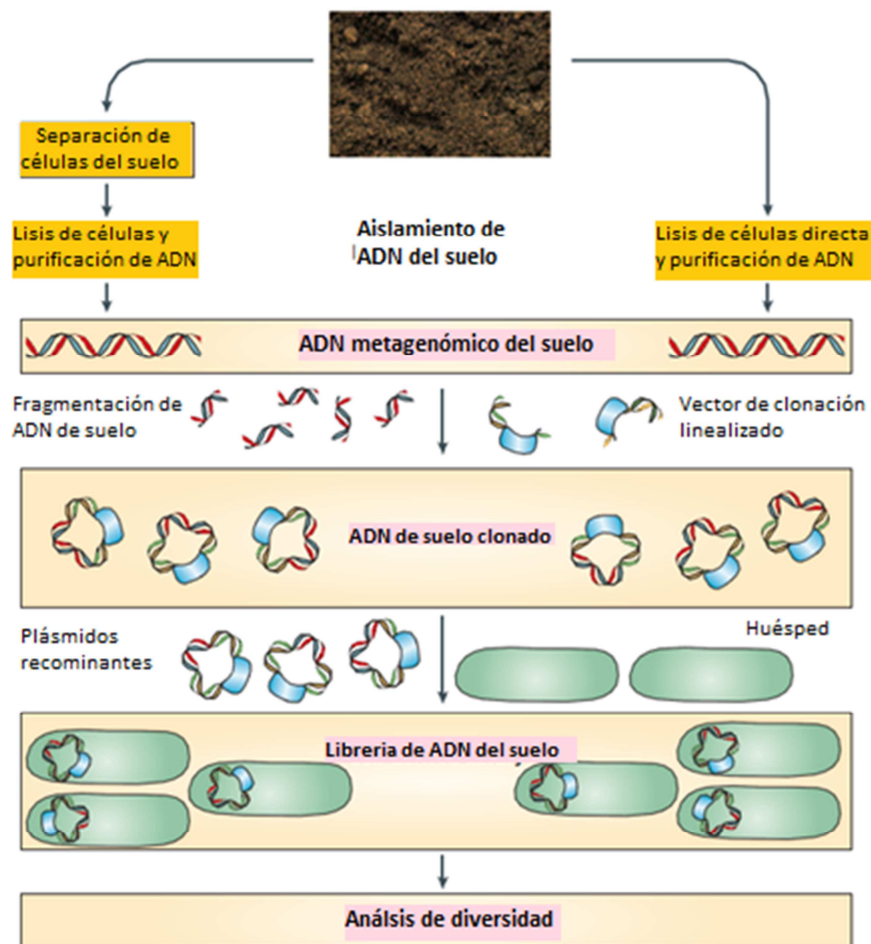 Separación de
células del suelo
Lisis de células y
purificación de ADN
Aislamiento de
ADN del suelo
Lisis de células directa
y purificación de ADN
ADN metagenómico del suelo
Fragmentación de
ADN de suelo
Vector de clonación
linealizado
ADN de suelo clonado
Plásmidos
recominantes
Huésped
Libreria de ADN del suelo
Análsis de diversidad